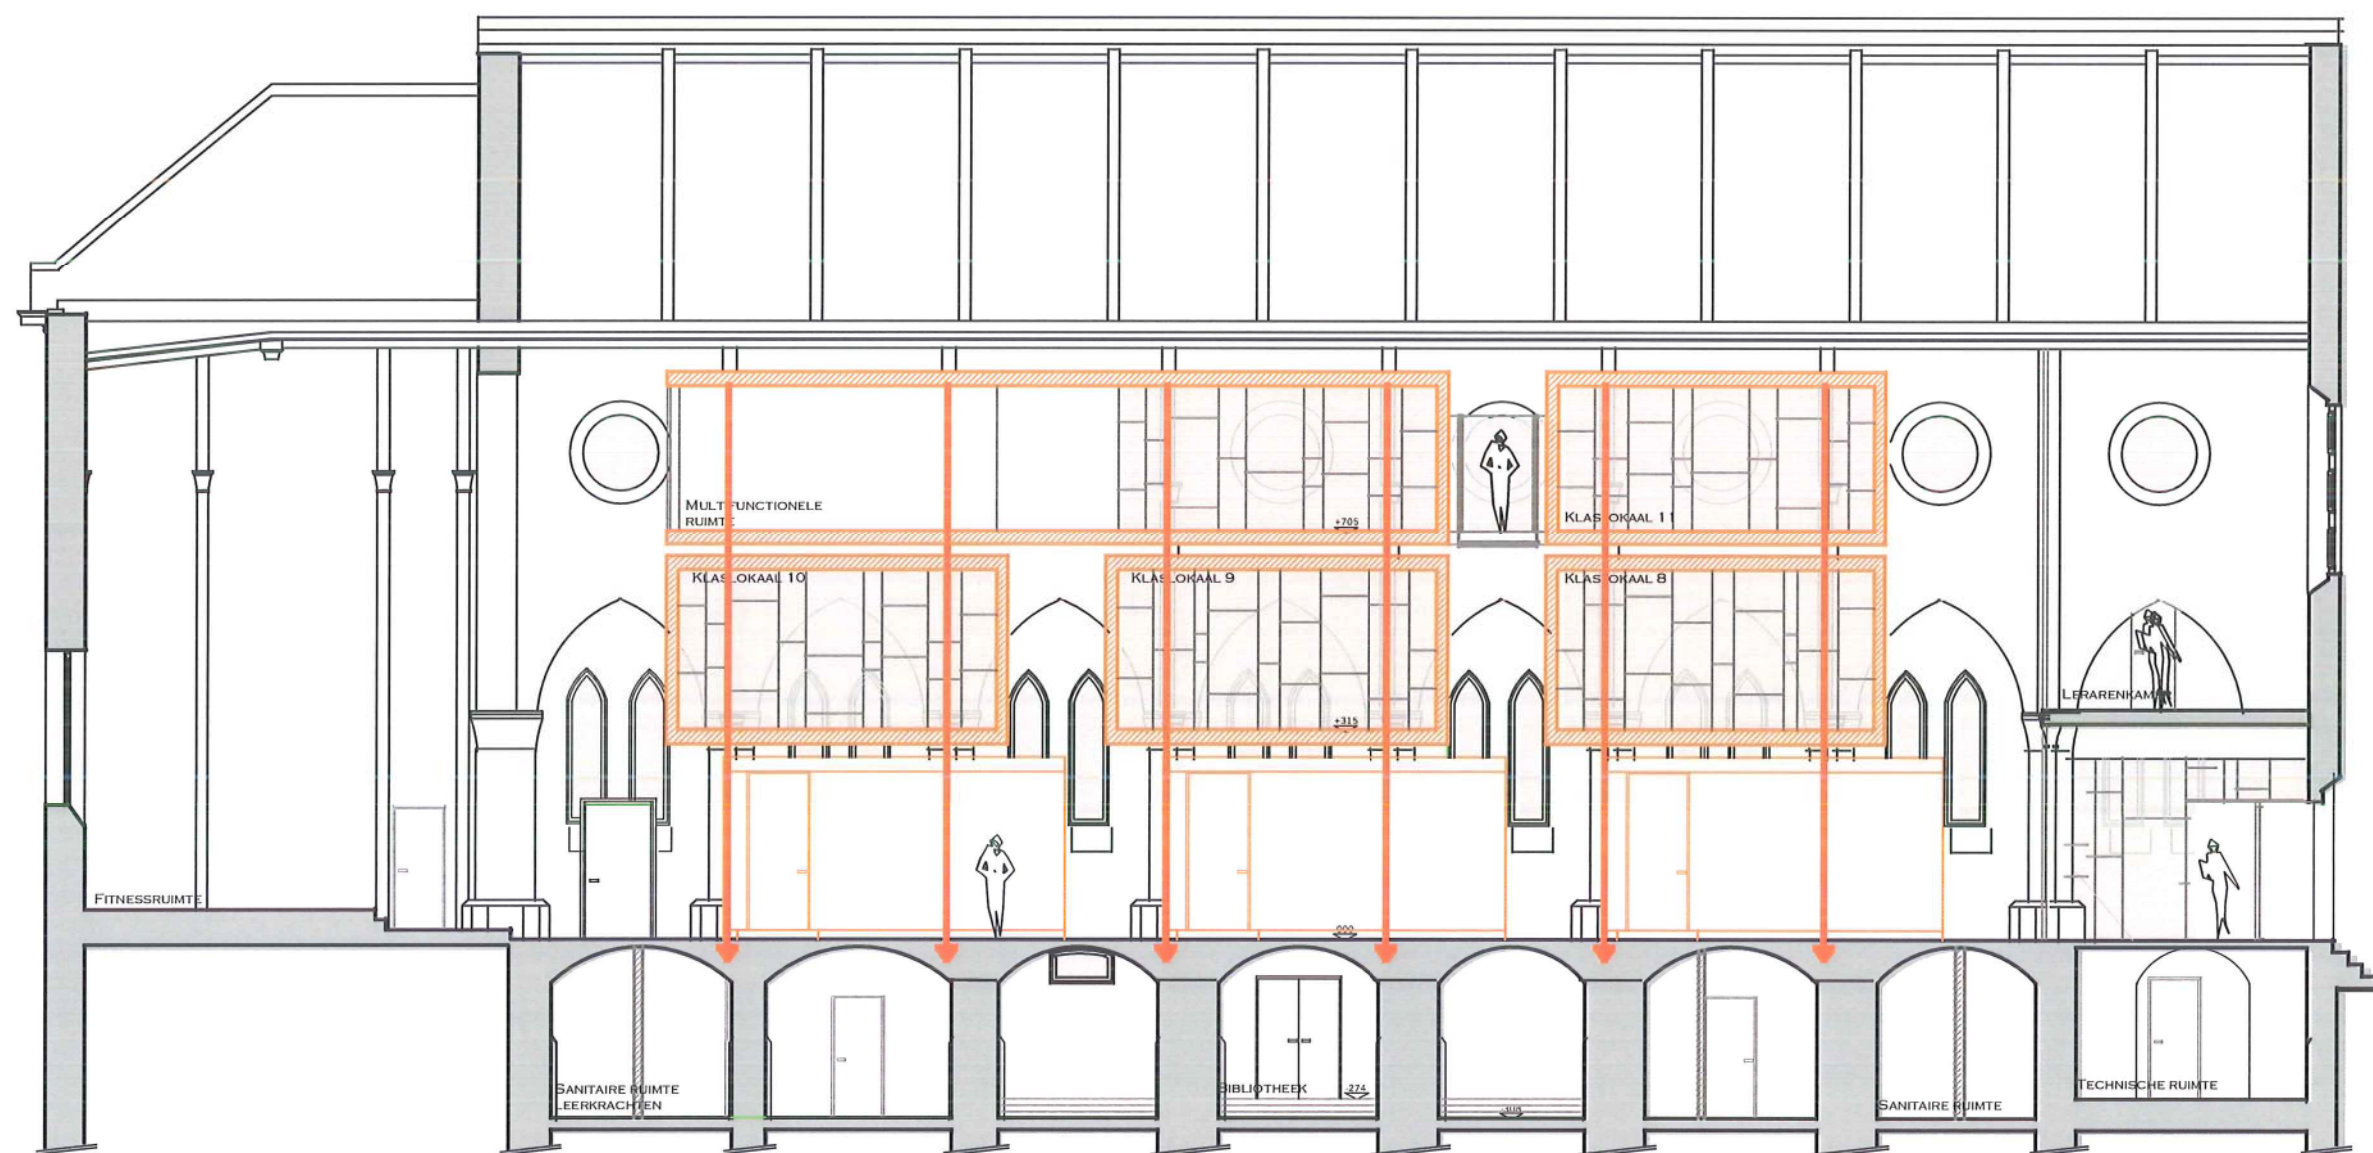 MULTIFUNCTIONELE
RUIMTE
+705
KLASLOKAAL 11
KLASLOKAAL 10
KLASLOKAAL 9
KLASLOKAAL 8
+315
LERARENKAMER
FITNESSRUIMTE
000
SANITAIRE RUIMTE
LEERKRACHTEN
BIBLIOTHEEK
-274
SANITAIRE RUIMTE
TECHNISCHE RUIMTE